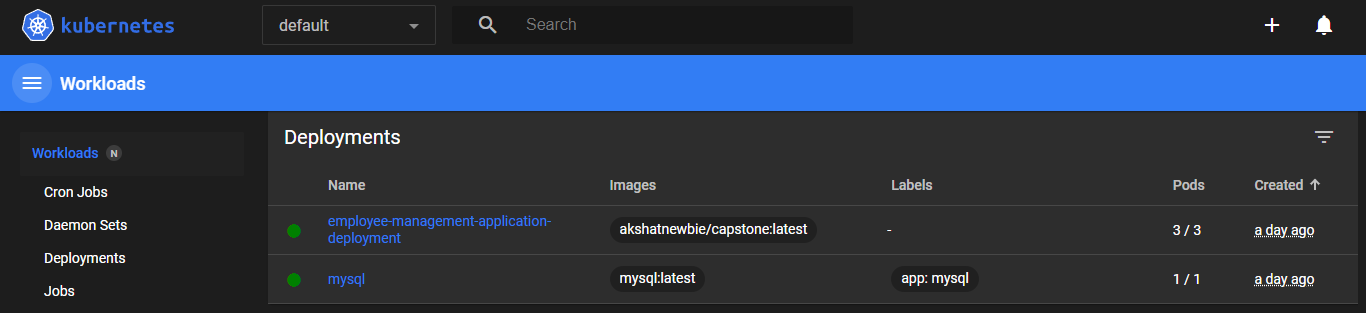 kubernetes
default
Search
Workloads
Workloads N
Cron Jobs
Daemon Sets
Deployments
Jobs
Deployments
Name Images Labels Pods Created
employee-management-application-
deployment
akshatnewbie/capstone:latest
-
3 / 3
a day ago
mysql
mysql:latest
app: mysql
1 / 1
a day ago